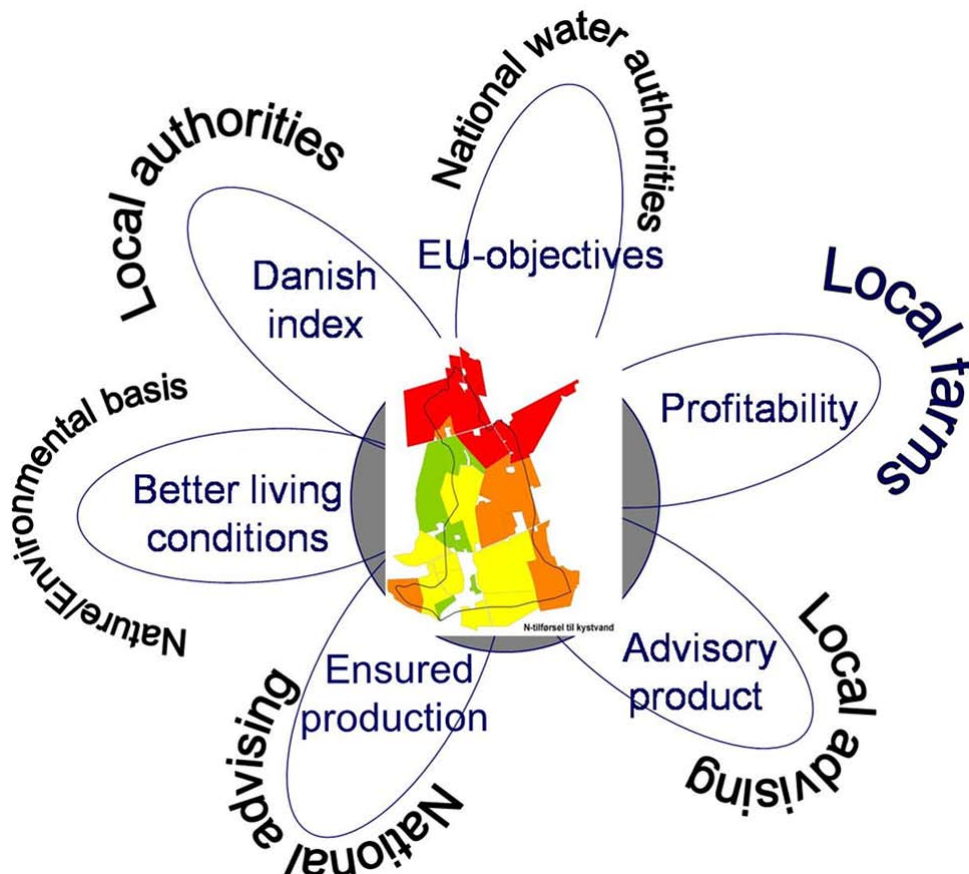 National water authorities
EU-objectives
Local authorities
Danish
index
Local farms
Profitability
Nature/Environmental basis
Better living
conditions
N-tilførsel til kystvand
Advisory
product
Local advising
Ensured
production
National advising